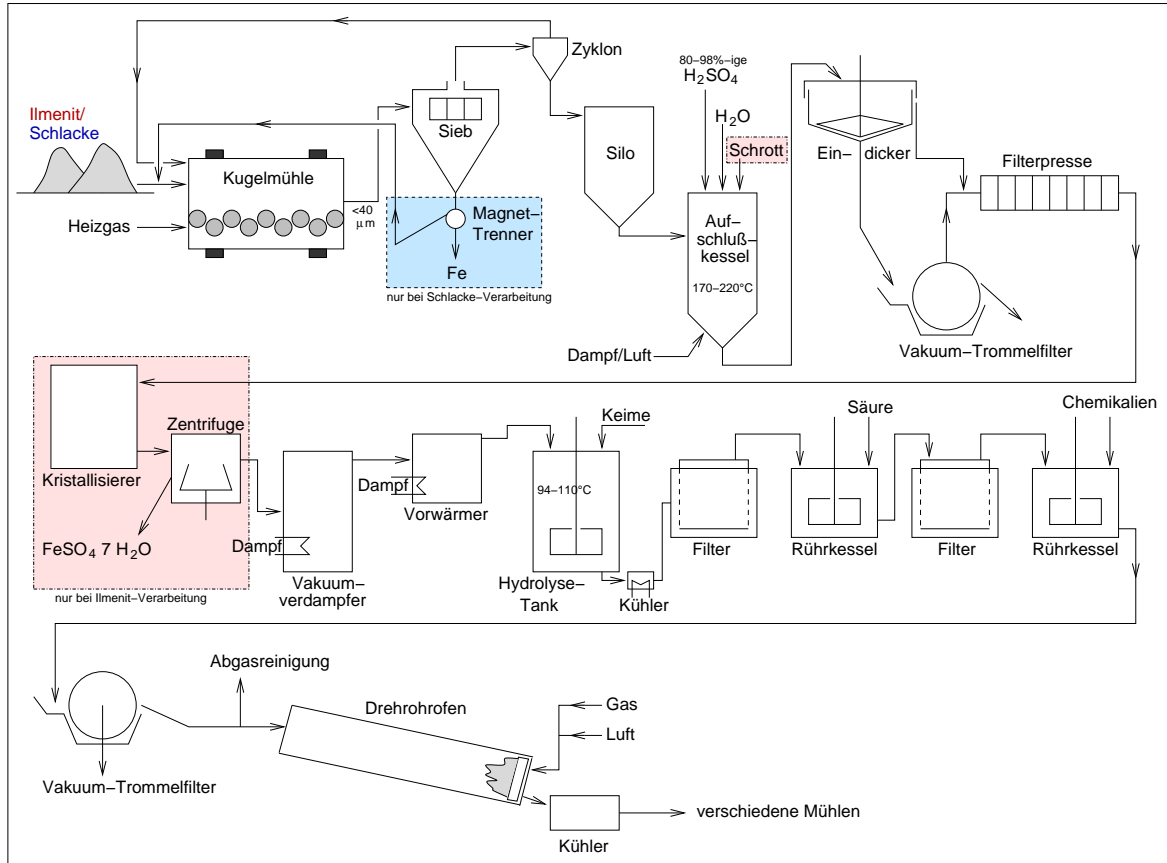 Zyklon
80–98%–ige
H2SO4
Ilmenit/
Schlacke
Sieb
H2O
Silo
Schrott
Ein– dicker
Filterpresse
Kugelmühle
<40
µm
Magnet–
Trenner
Auf–
schluß–
kessel
Heizgas
Fe
170–220°C
nur bei Schlacke–Verarbeitung
Dampf/Luft
Vakuum–Trommelfilter
Zentrifuge
Keime
Säure
Chemikalien
Kristallisierer
Dampf
94–110°C
Vorwärmer
FeSO4 7 H2O
Dampf
Filter
Rührkessel
Filter
Rührkessel
nur bei Ilmenit–Verarbeitung
Vakuum–
verdampfer
Hydrolyse–
Tank
Kühler
Abgasreinigung
Drehrohrofen
Gas
Luft
Vakuum–Trommelfilter
verschiedene Mühlen
Kühler